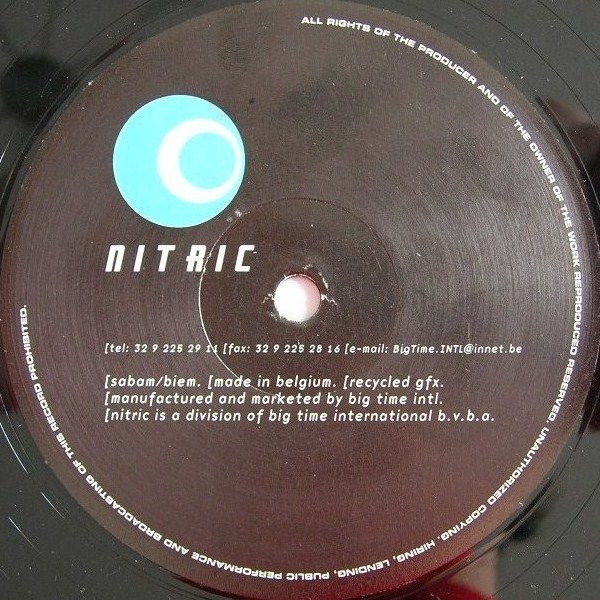 ALL RIGHTS OF THE PRODUCER AND OF THE OWNER OF THE WORK REPRODUCED RESERVED. UNAUTHORIZED COPYING, HIRING, LENDING, PUBLIC PERFORMANCE AND BROADCASTING OF THIS RECORD PROHIBITED.
NITRIC
[tel: 32 9 225 29 11 [fax: 32 9 225 28 16 [e-mail: BigTime.INTL@innet.be
[sabam/biem. [made in belgium. [recycled gfx.
[manufactured and marketed by big time intl.
[nitric is a division of big time international b.v.b.a.